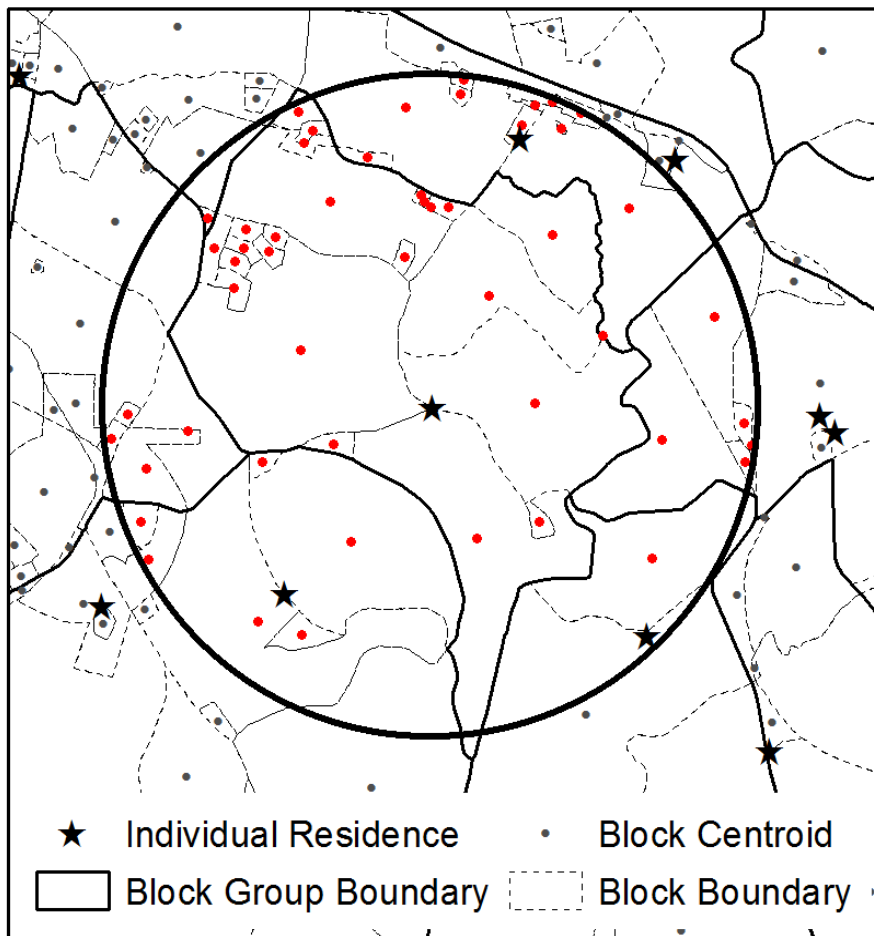 Individual Residence
Block Centroid
Block Group Boundary
Block Boundary